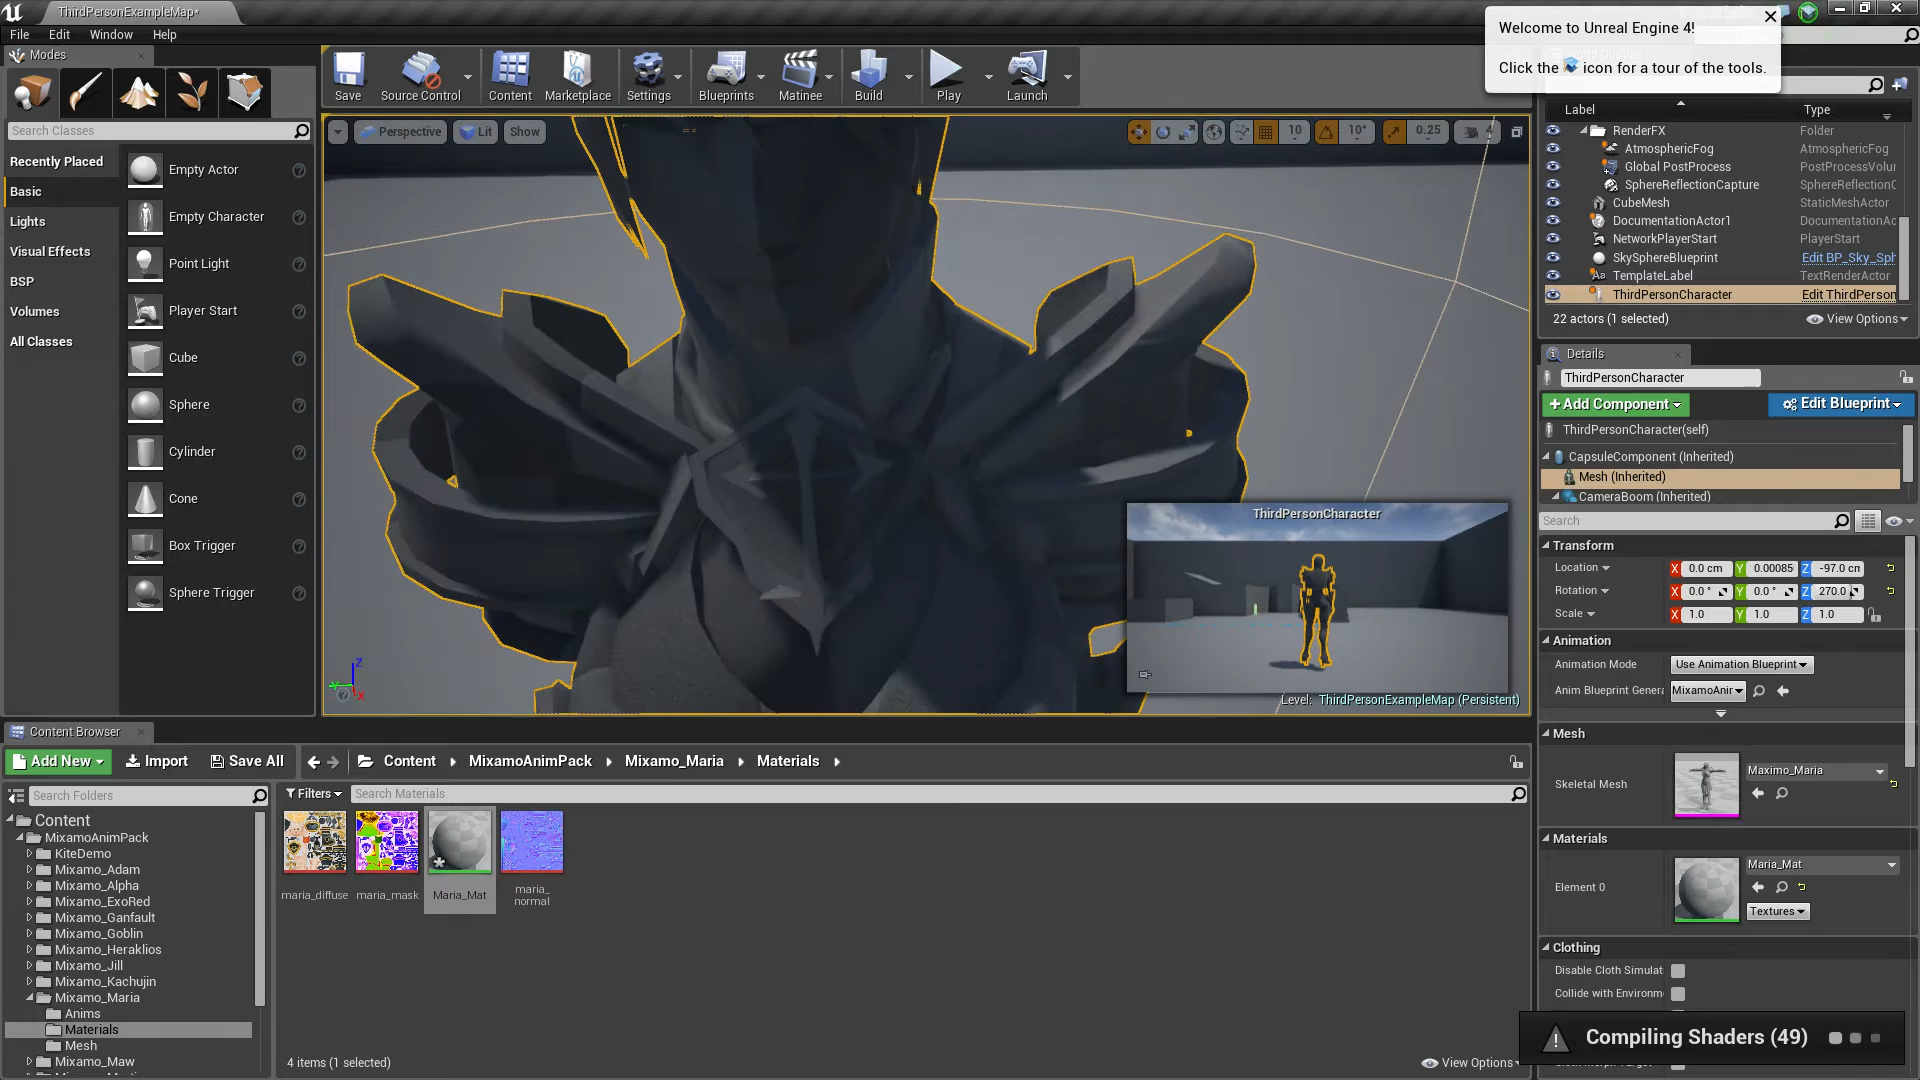 ThirdPersonExampleMap*
File Edit Window Help
Welcome to Unreal Engine 4!
Click the icon for a tour of the tools.
Modes
Save
Source Control
Content
Marketplace
Settings
Blueprints
Matinee
Build
Play
Launch
Search Classes
Recently Placed
Basic
Lights
Visual Effects
BSP
Volumes
All Classes
Empty Actor
Empty Character
Point Light
Player Start
Cube
Sphere
Cylinder
Cone
Box Trigger
Sphere Trigger
Perspective
Lit
Show
10
10°
0.25
4
ThirdPersonCharacter
Level: ThirdPersonExampleMap (Persistent)
Label Type
RenderFX Folder
AtmosphericFog AtmosphericFog
Global PostProcess PostProcessVolur
SphereReflectionCapture SphereReflectionC
CubeMesh StaticMeshActor
DocumentationActor1 DocumentationAc
NetworkPlayerStart PlayerStart
SkySphereBlueprint Edit BP_Sky_Sph
TemplateLabel TextRenderActor
ThirdPersonCharacter Edit ThirdPerson
22 actors (1 selected)
View Options
Details
ThirdPersonCharacter
+Add Component
Edit Blueprint
ThirdPersonCharacter(self)
CapsuleComponent (Inherited)
Mesh (Inherited)
CameraBoom (Inherited)
Search
Transform
Location X 0.0 cm Y 0.00085 Z -97.0 cm
Rotation X 0.0 ° Y 0.0 ° Z 270.0
Scale X 1.0 Y 1.0 Z 1.0
Animation
Animation Mode Use Animation Blueprint
Anim Blueprint Genera MixamoAnir
Mesh
Skeletal Mesh Maximo_Maria
Materials
Element 0 Maria_Mat
Textures
Clothing
Disable Cloth Simulat
Collide with Environm
Compiling Shaders (49)
Content Browser
Add New
Import
Save All
Content
MixamoAnimPack
Mixamo_Maria
Materials
Search Folders
Filters
Search Materials
Content
MixamoAnimPack
KiteDemo
Mixamo_Adam
Mixamo_Alpha
Mixamo_ExoRed
Mixamo_Ganfault
Mixamo_Goblin
Mixamo_Heraklios
Mixamo_Jill
Mixamo_Kachujin
Mixamo_Maria
Anims
Materials
Mesh
Mixamo_Maw
maria_diffuse
maria_mask
Maria_Mat
maria_
normal
4 items (1 selected)
View Options